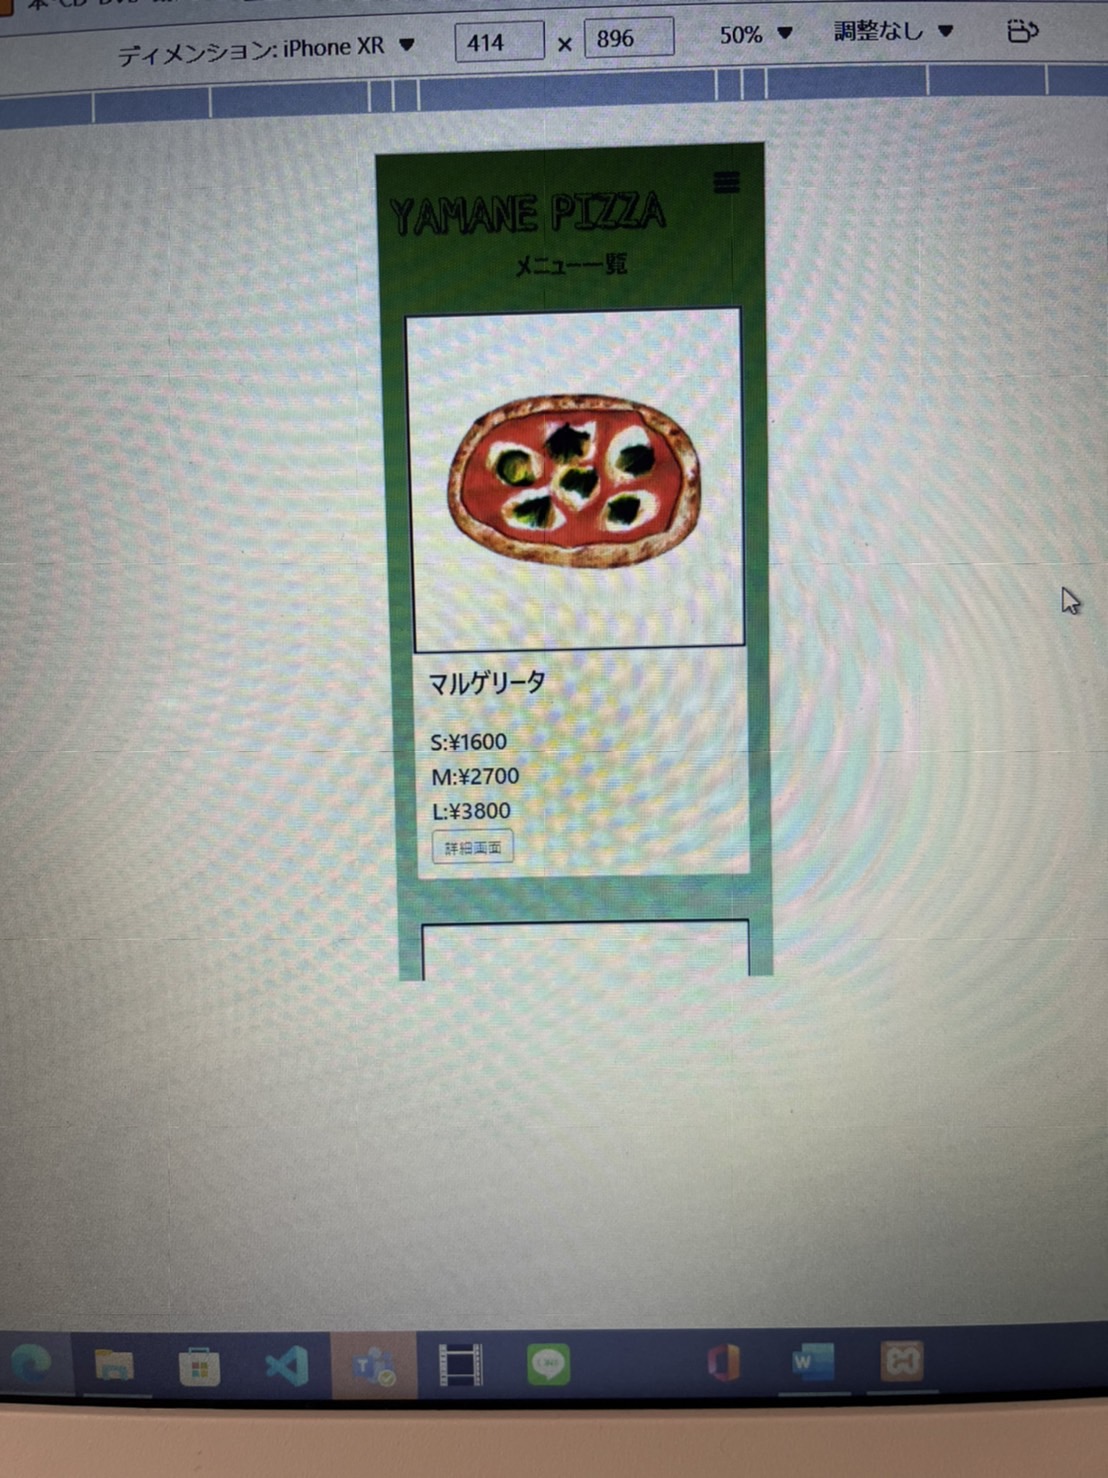 ディメンション: iPhone XR ▼ 414 × 896 50% ▼ 調整なし ▼
YAMANE PIZZA
メニュー一覧
マルゲリータ
S:¥1600
M:¥2700
L:¥3800
詳細画面